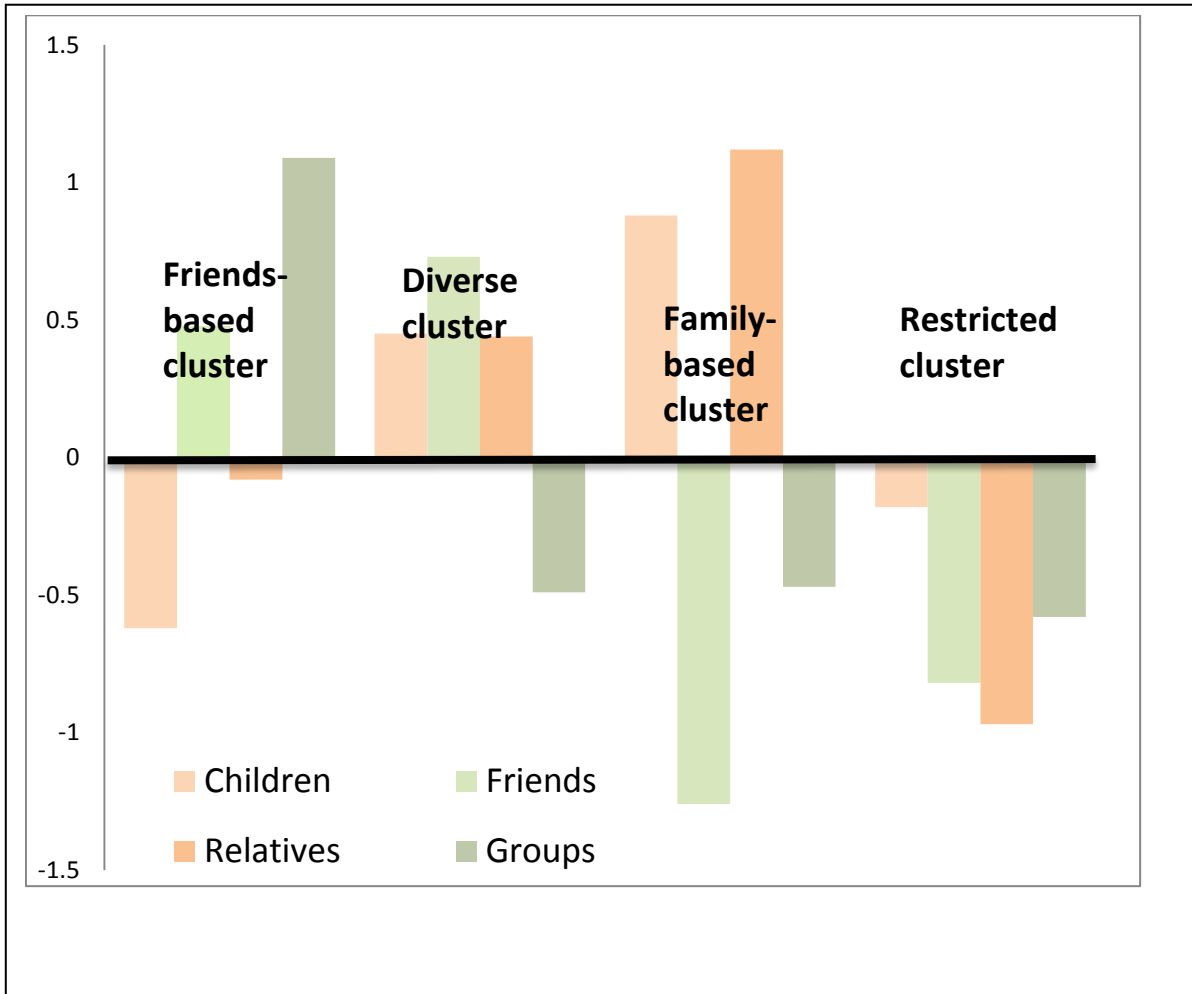 1.5
1
0.5
0
-0.5
-1
-1.5
Friends-
based
cluster
Diverse
cluster
Family-
based
cluster
Restricted
cluster
Children
Friends
Relatives
Groups